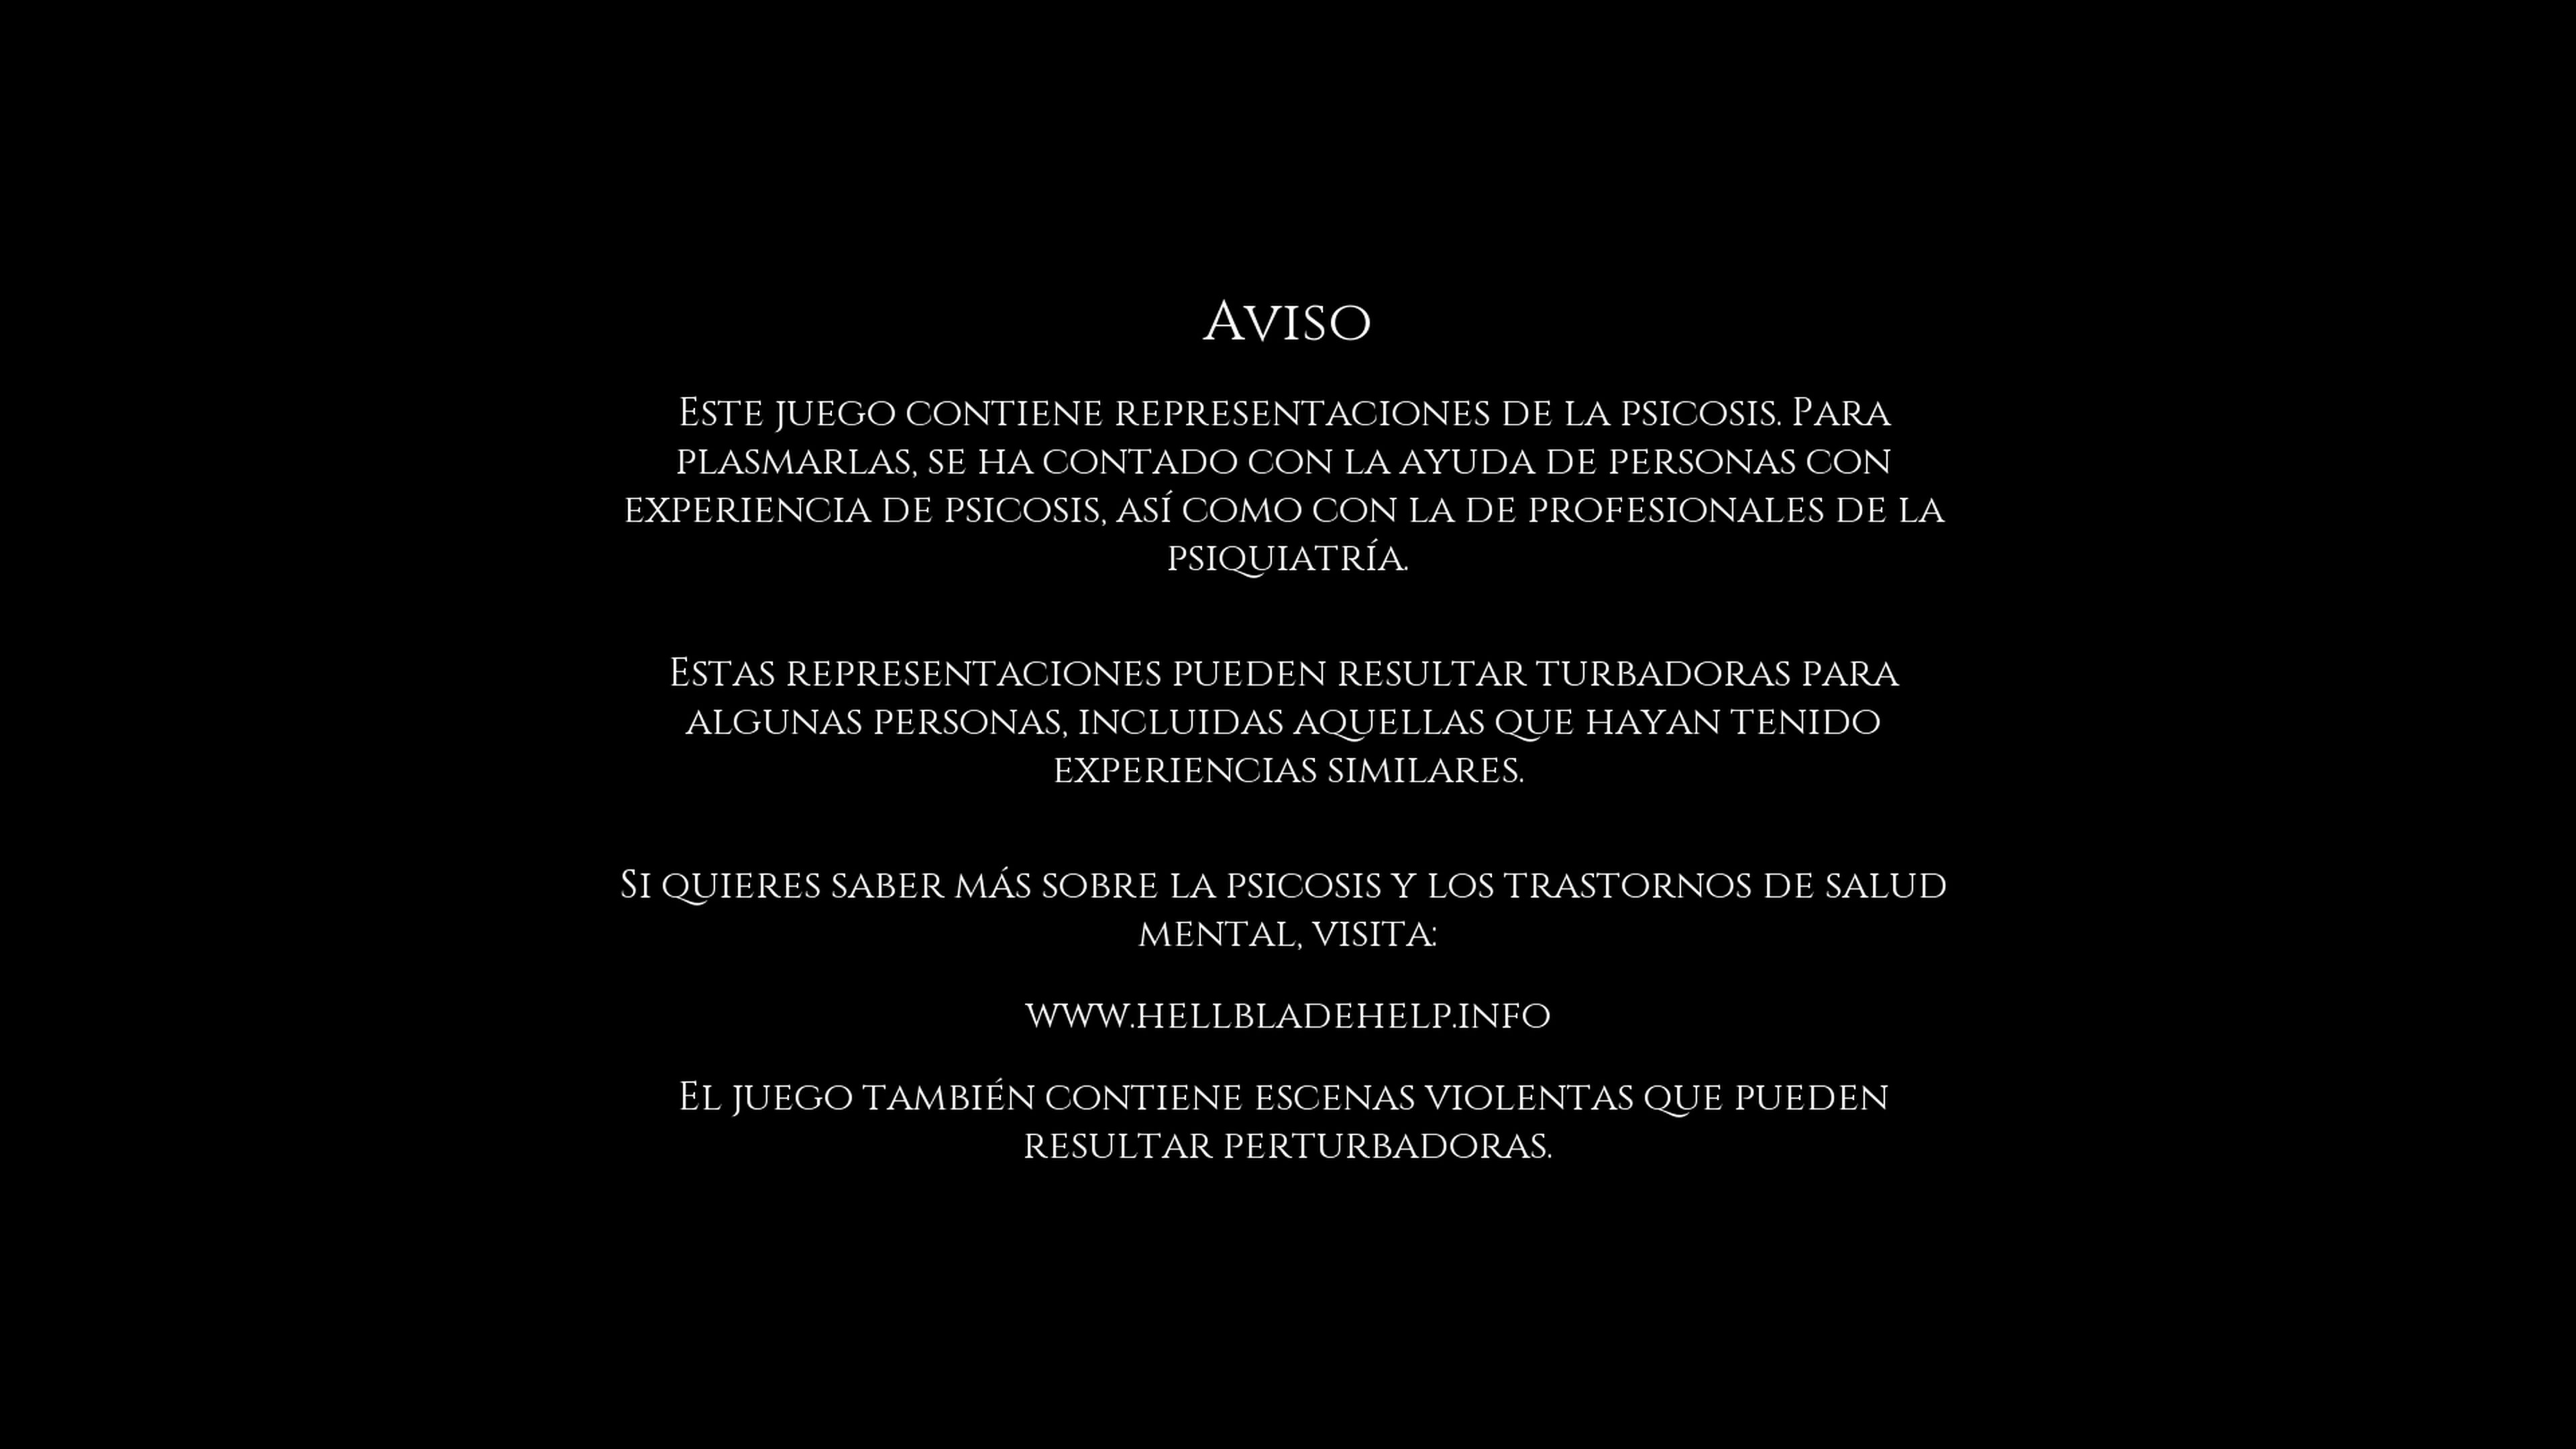 Aviso
Este juego contiene representaciones de la psicosis. Para
plasmarlas, se ha contado con la ayuda de personas con
experiencia de psicosis, así como con la de profesionales de la
psiquiatría.
Estas representaciones pueden resultar turbadoras para
algunas personas, incluidas aquellas que hayan tenido
experiencias similares.
Si quieres saber más sobre la psicosis y los trastornos de salud
mental, visita:
www.hellbladehelp.info
El juego también contiene escenas violentas que pueden
resultar perturbadoras.